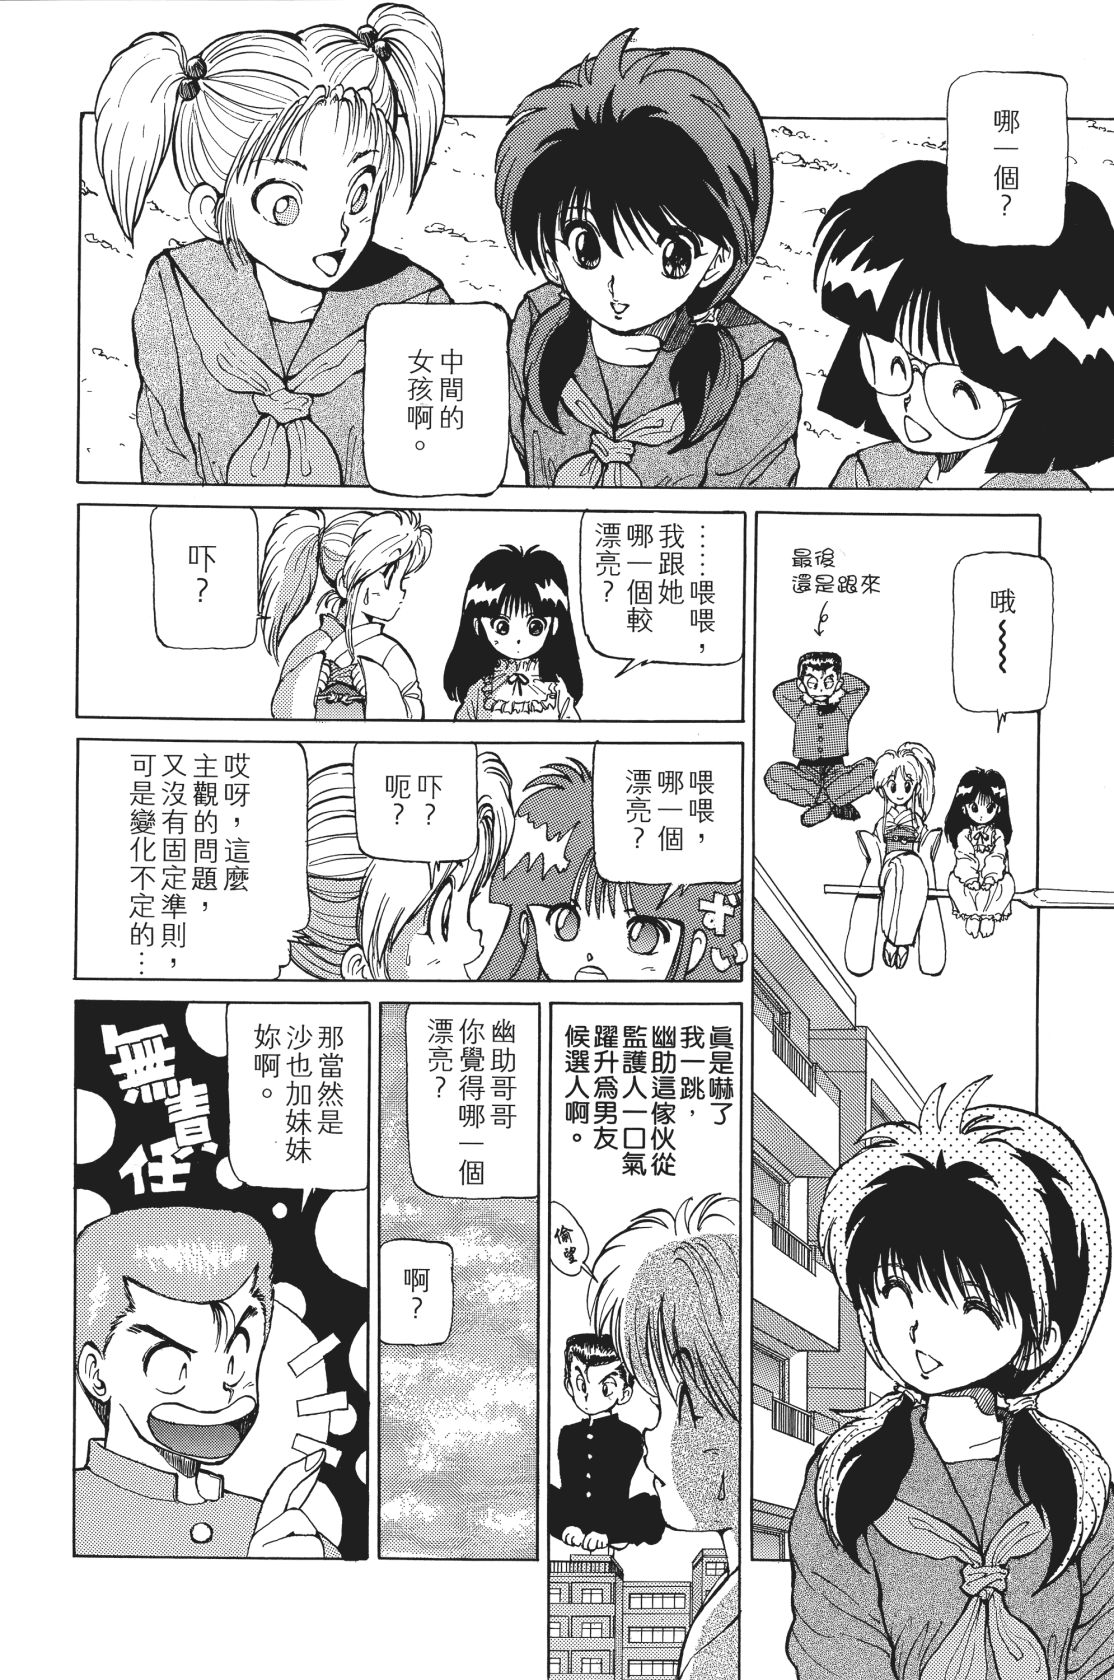 哪一個？
中間的
女孩啊。
哦~~~
最後
還是跟來
……喂喂，
我跟她
哪一個較
漂亮？
吓？
喂喂，
哪一個
漂亮？
ずい
吓？
呃？
哎呀，這麼
主觀的問題，
又沒有固定準則，
可是變化不定的…
眞是嚇了
我一跳，
幽助這傢伙從
監護人一口氣
躍升為男友
候選人啊。
偷望
幽助哥哥
你覺得哪一個
漂亮？
啊？
那當然是
沙也加妹妹
妳啊。
無責任